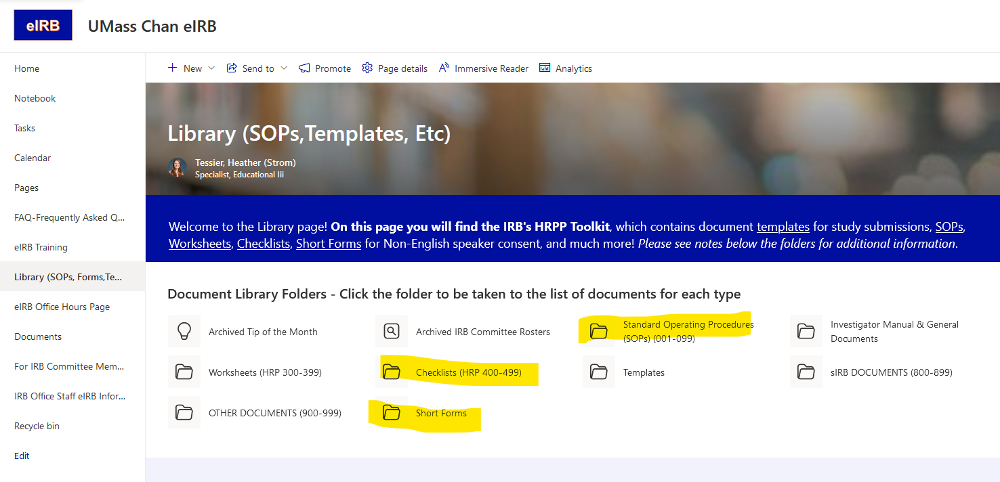 eIRB
UMass Chan eIRB
Home
Notebook
Tasks
Calendar
Pages
FAQ-Frequently Asked Q...
eIRB Training
Library (SOPs, Forms,Te...
eIRB Office Hours Page
Documents
For IRB Committee Mem...
IRB Office Staff eIRB Infor...
Recycle bin
Edit
New
Send to
Promote
Page details
Immersive Reader
Analytics
Library (SOPs,Templates, Etc)
Tessier, Heather (Strom)
Specialist, Educational Iii
Welcome to the Library page! On this page you will find the IRB's HRPP Toolkit, which contains document templates for study submissions, SOPs,
Worksheets, Checklists, Short Forms for Non-English speaker consent, and much more! Please see notes below the folders for additional information.
Document Library Folders - Click the folder to be taken to the list of documents for each type
Archived Tip of the Month
Archived IRB Committee Rosters
Standard Operating Procedures
(SOPs) (001-099)
Investigator Manual & General
Documents
Worksheets (HRP 300-399)
Checklists (HRP 400-499)
Templates
sIRB DOCUMENTS (800-899)
OTHER DOCUMENTS (900-999)
Short Forms